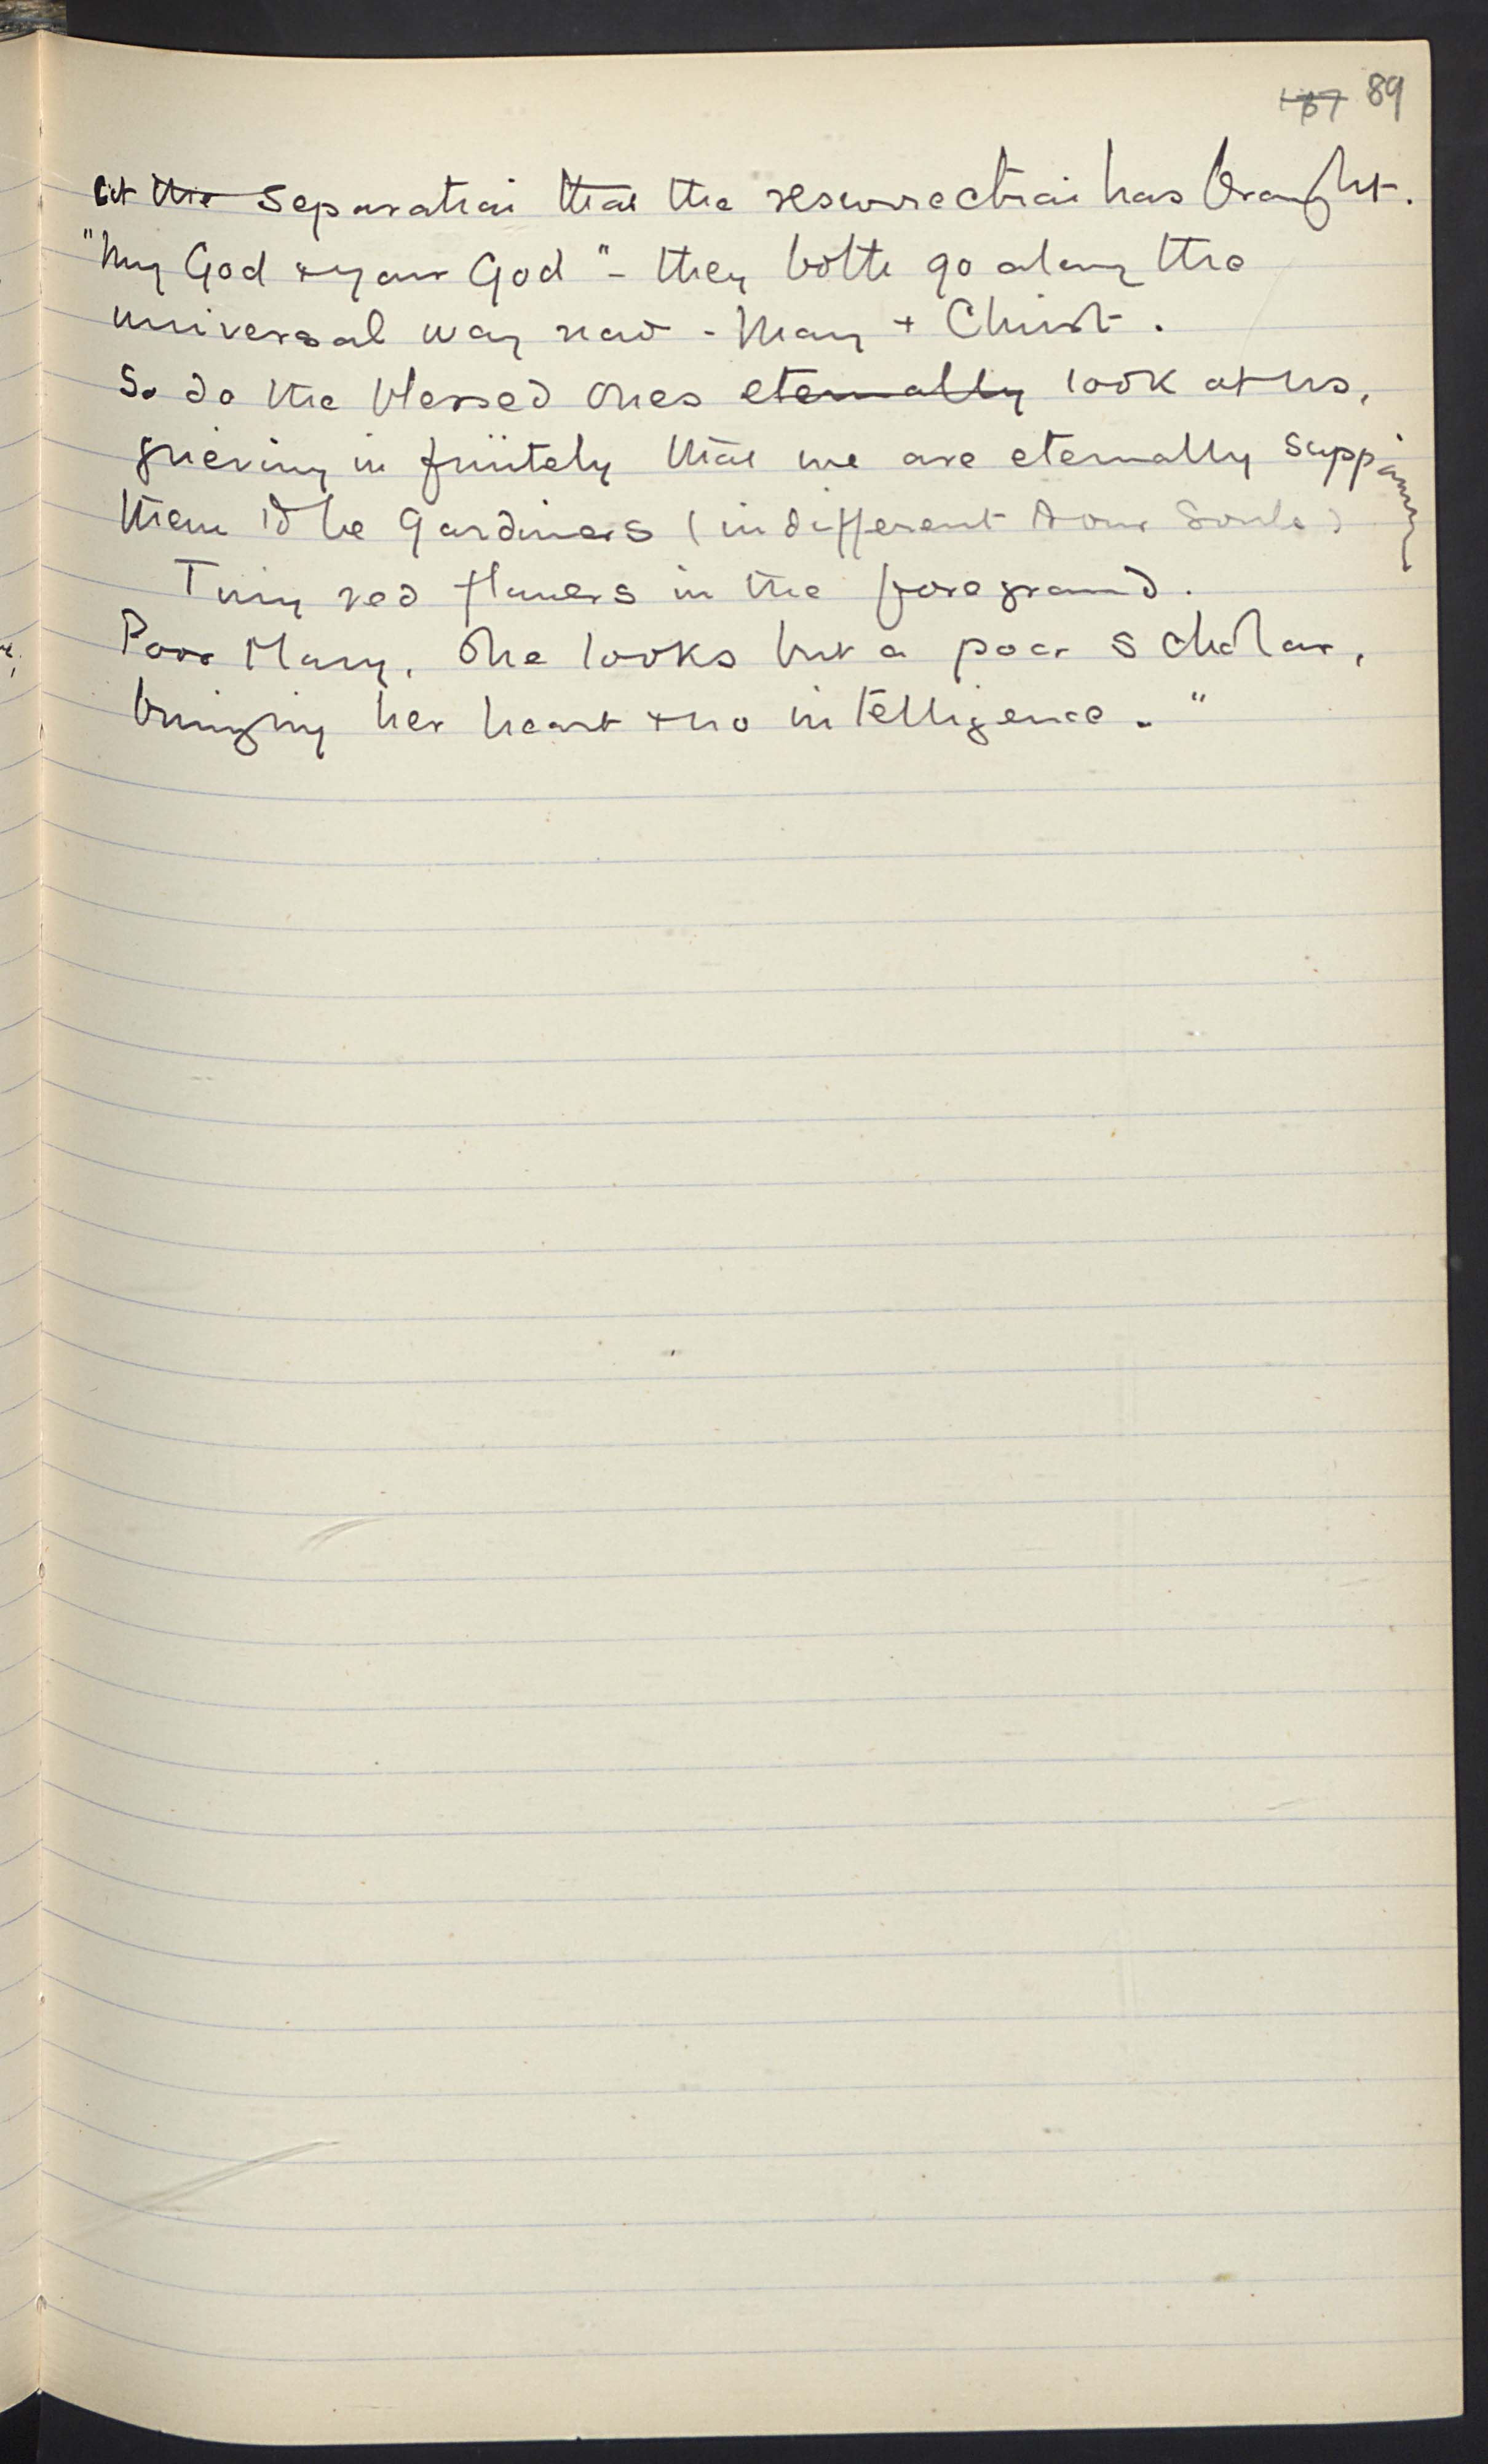 187 89
at the separation that the resurrection has brought.
"My God & your God" - they both go along the
universal way now - Mary + Christ.
So do the blessed ones eternally look at us,
grieving infinitely that we are eternally supposing
them to be gardiners (indifferent to our souls)
Tiny red flowers in the foreground.
Poor Mary. She looks but a poor scholar,
bringing her heart & no intelligence."